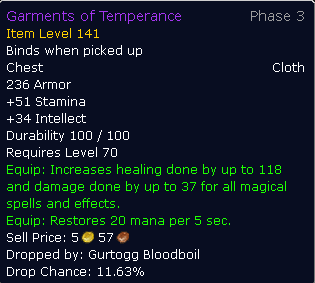 Garments of Temperance Phase 3
Item Level 141
Binds when picked up
Chest Cloth
236 Armor
+51 Stamina
+34 Intellect
Durability 100 / 100
Requires Level 70
Equip: Increases healing done by up to 118
and damage done by up to 37 for all magical
spells and effects.
Equip: Restores 20 mana per 5 sec.
Sell Price: 5 57
Dropped by: Gurtogg Bloodboil
Drop Chance: 11.63%